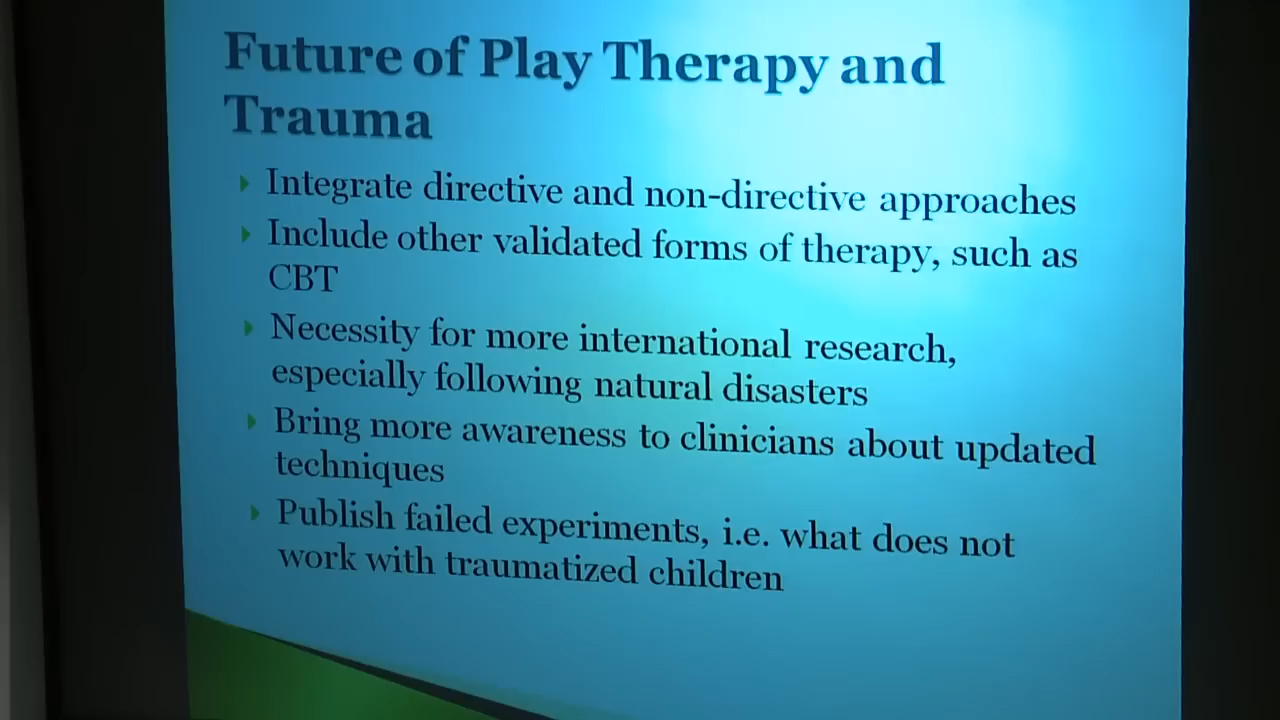 Future of Play Therapy and
Trauma
Integrate directive and non-directive approaches
Include other validated forms of therapy, such as
CBT
Necessity for more international research,
especially following natural disasters
Bring more awareness to clinicians about updated
techniques
Publish failed experiments, i.e. what does not
work with traumatized children